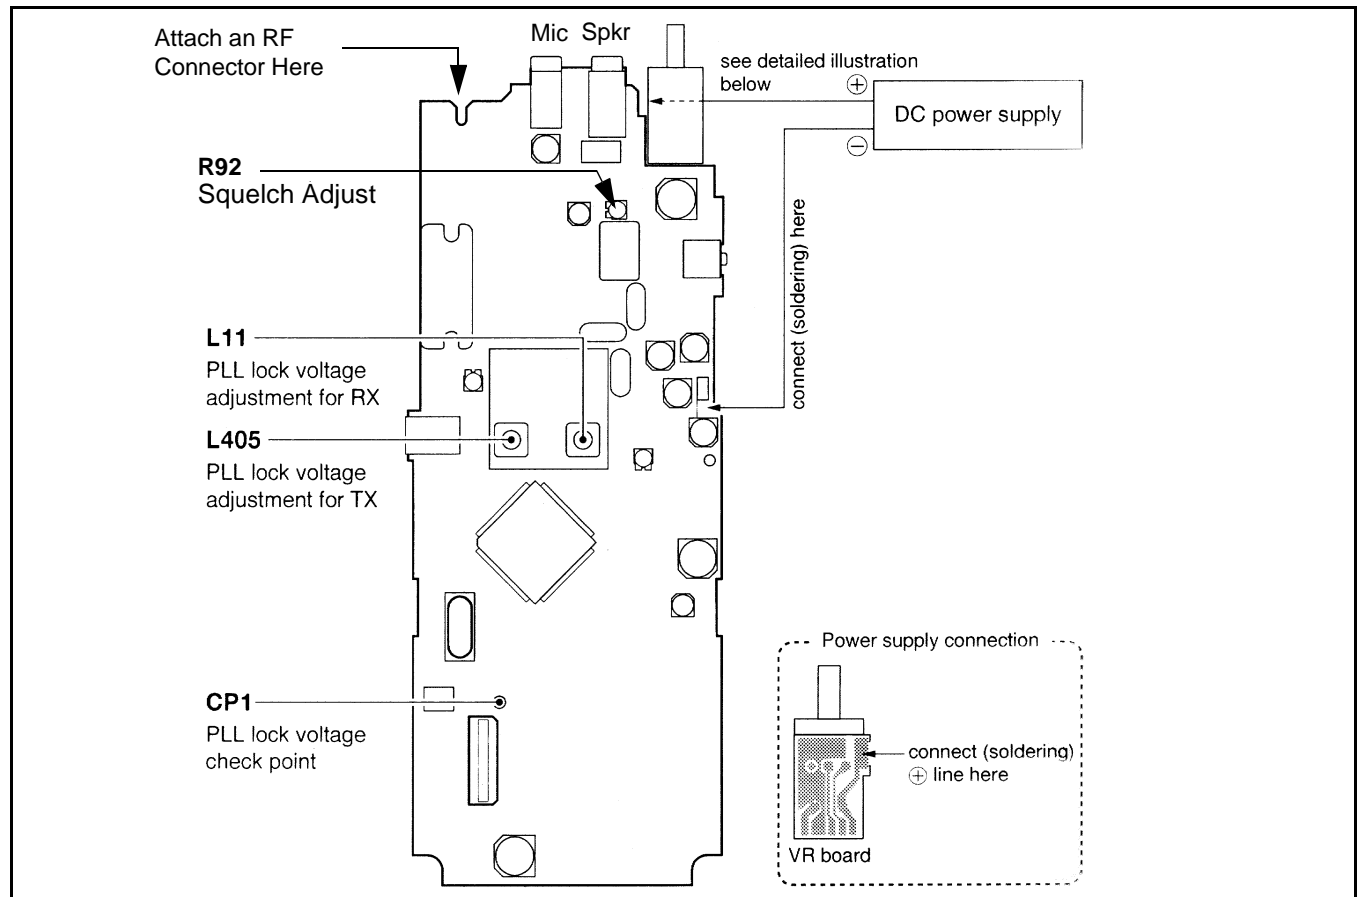 Attach an RF
Connector Here
Mic Spkr
see detailed illustration
below
⊕
DC power supply
⊖
R92
Squelch Adjust
connect (soldering) here
L11
PLL lock voltage
adjustment for RX
L405
PLL lock voltage
adjustment for TX
CP1
PLL lock voltage
check point
Power supply connection
connect (soldering)
⊕ line here
VR board